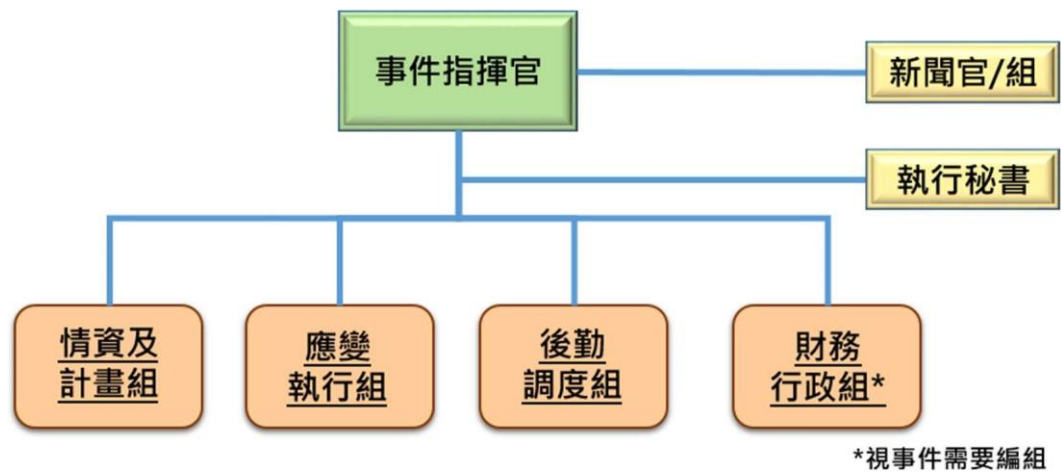 事件指揮官
新聞官/組
執行秘書
情資及
計畫組
應變
執行組
後勤
調度組
財務
行政組*
*視事件需要編組